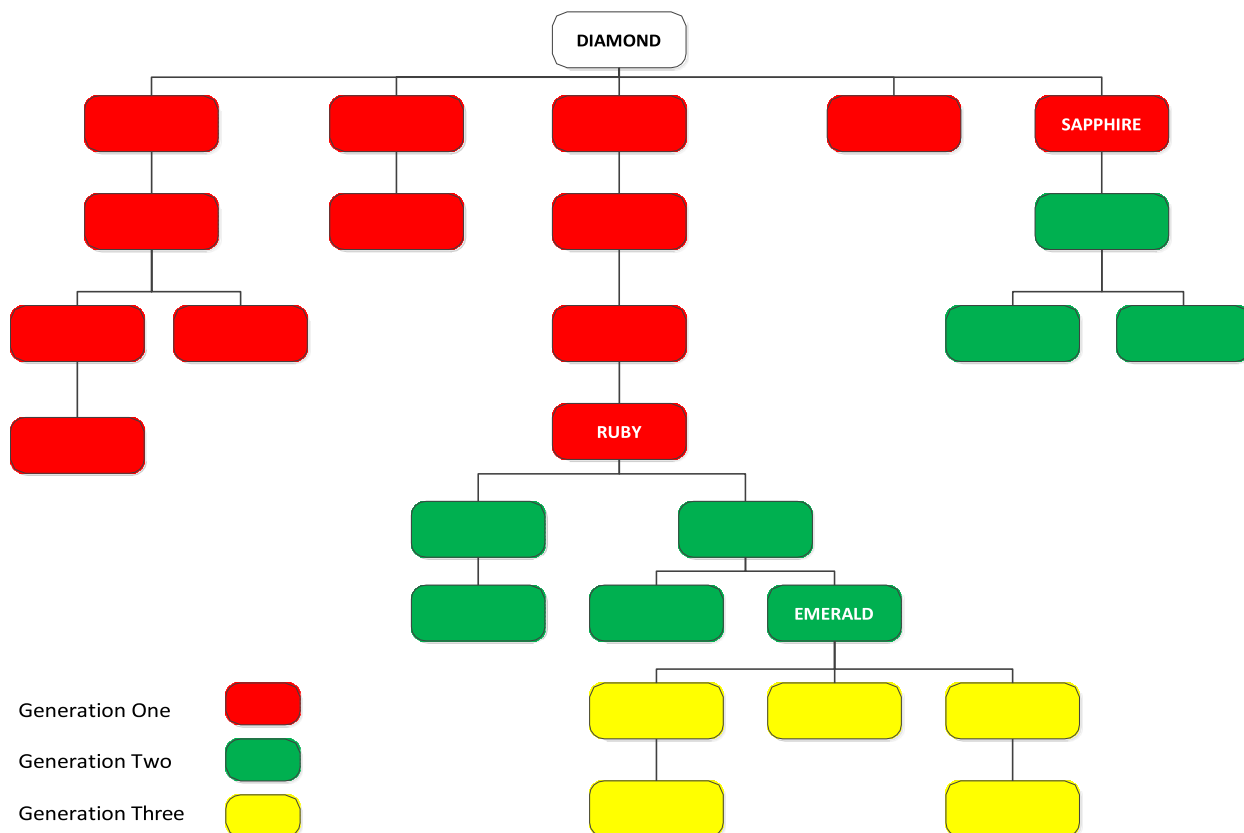 DIAMOND
SAPPHIRE
RUBY
EMERALD
Generation One
Generation Two
Generation Three